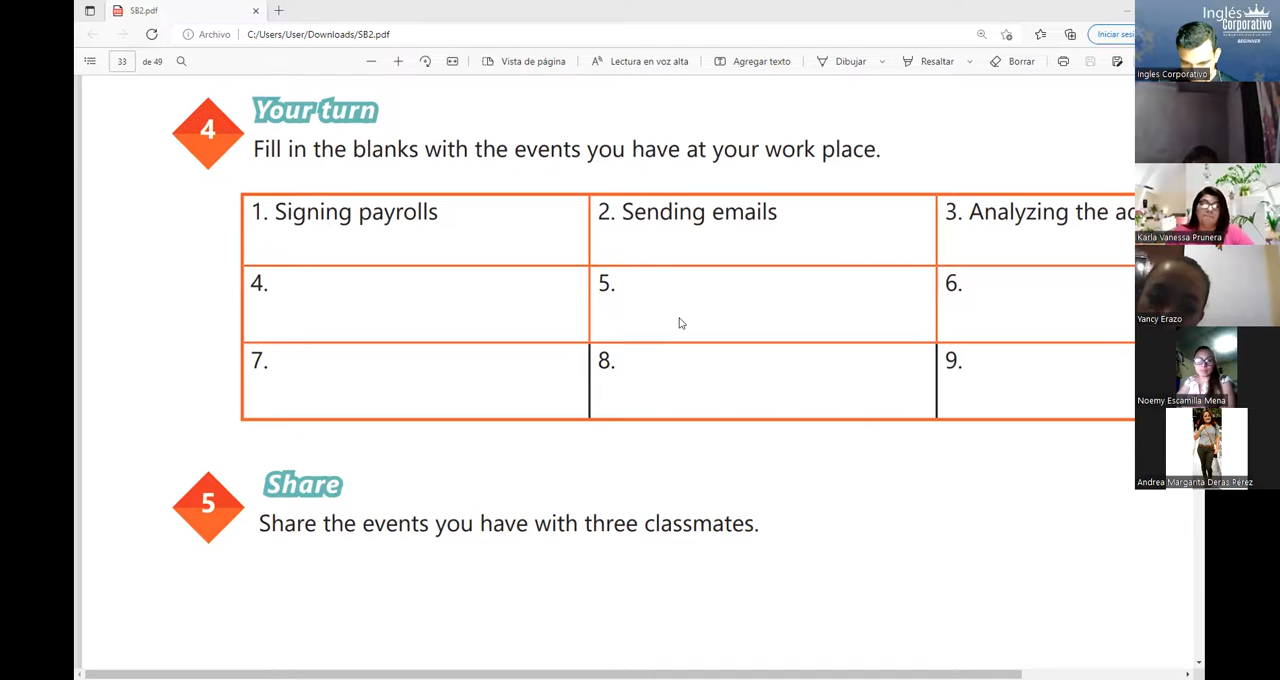 SB2.pdf
Archivo C:/Users/User/Downloads/SB2.pdf Iniciar sesi
33 de 49 Vista de página Lectura en voz alta Agregar texto Dibujar Resaltar Borrar
4 Your turn
Fill in the blanks with the events you have at your work place.
1. Signing payrolls 2. Sending emails 3. Analyzing the ac
4. 5. 6.
7. 8. 9.
5 Share
Share the events you have with three classmates.
Inglés
Corporativo
BEGINNER
Ingles Corporativo
Karla Vanessa Prunera
Yancy Erazo
Noemy Escamilla Mena
Andrea Margarita Deras Pérez